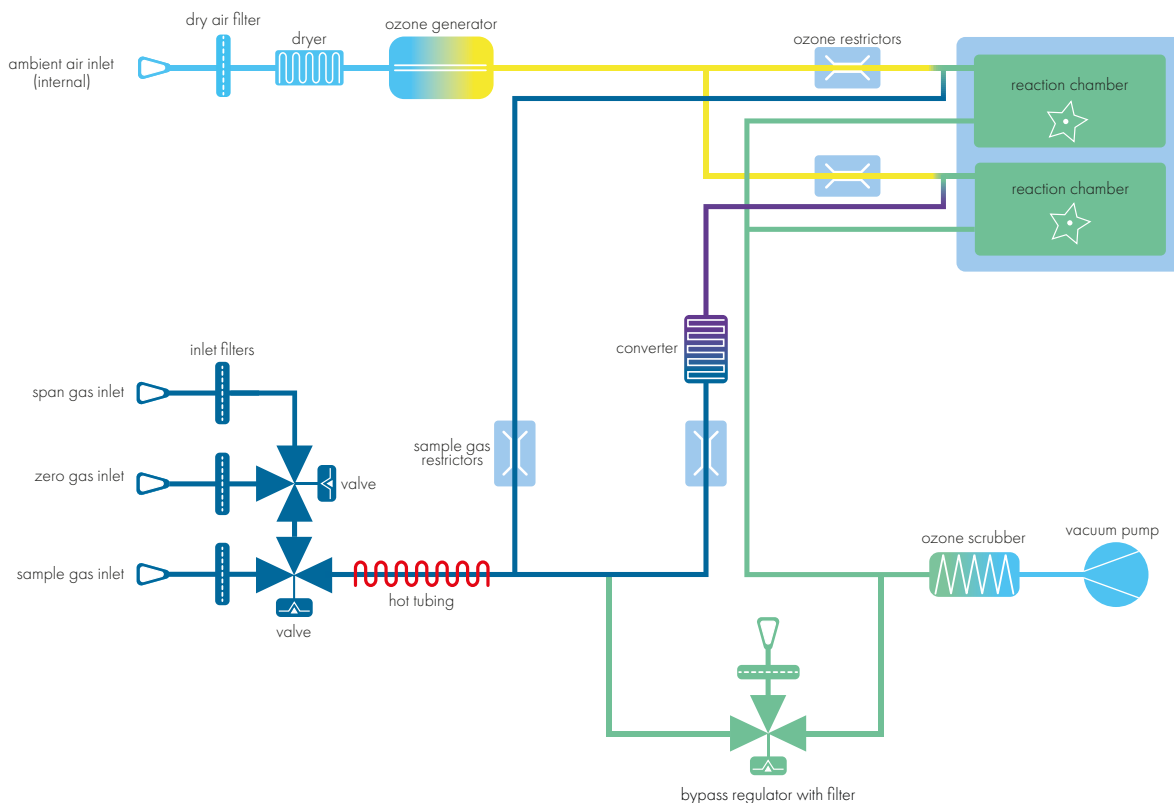 dry air filter
ozone generator
dryer
ozone restrictors
ambient air inlet
(internal)
reaction chamber
reaction chamber
inlet filters
converter
span gas inlet
sample gas
restrictors
zero gas inlet
valve
vacuum pump
ozone scrubber
sample gas inlet
hot tubing
valve
bypass regulator with filter